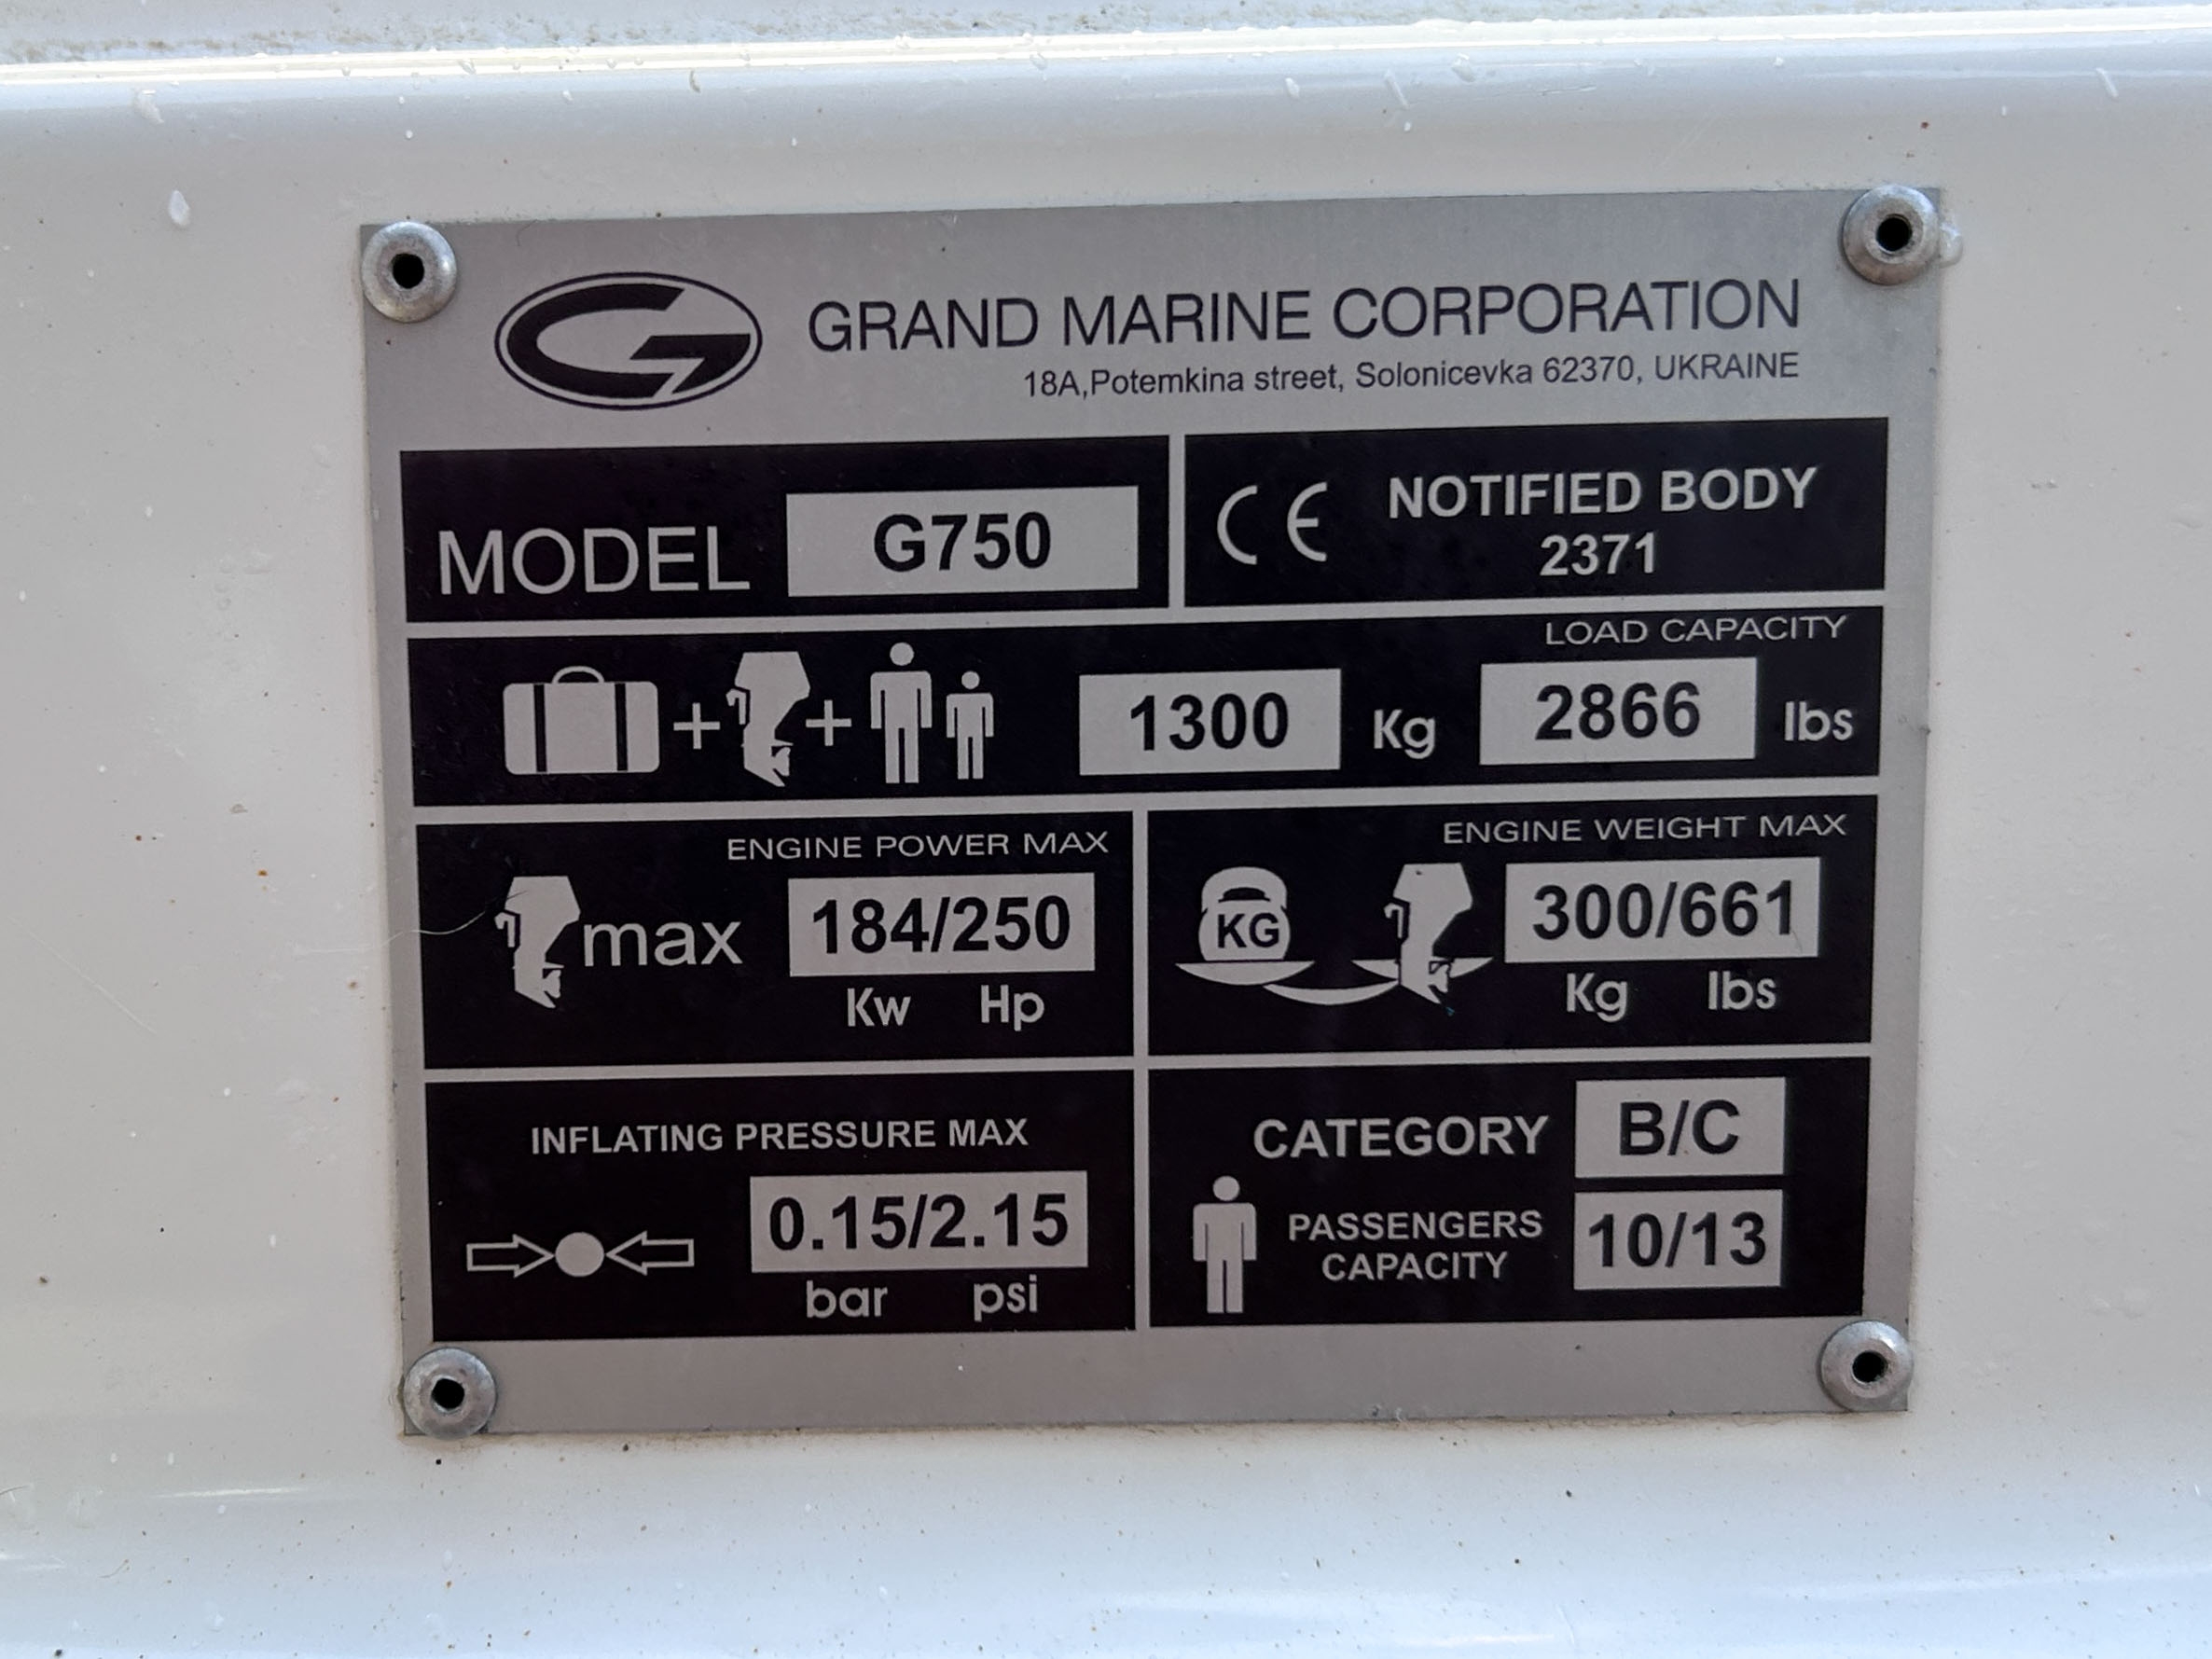 GRAND MARINE CORPORATION
18A,Potemkina street, Solonicevka 62370, UKRAINE
MODEL G750
CE NOTIFIED BODY
2371
LOAD CAPACITY
+ + 1300 Kg 2866 lbs
ENGINE POWER MAX
max 184/250
Kw Hp
ENGINE WEIGHT MAX
KG 300/661
Kg lbs
INFLATING PRESSURE MAX
0.15/2.15
bar psi
CATEGORY B/C
PASSENGERS
CAPACITY 10/13